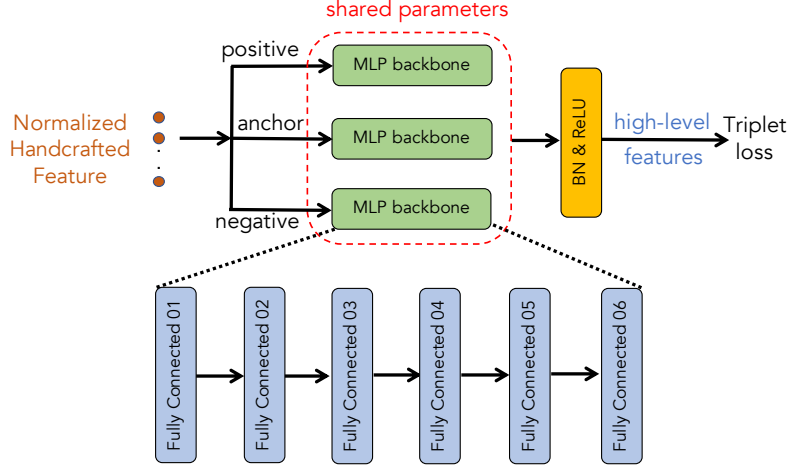 shared parameters
positive
MLP backbone
Normalized
Handcrafted
Feature
anchor
MLP backbone
BN & ReLU
high-level
features
Triplet
loss
negative
MLP backbone
Fully Connected 01
Fully Connected 02
Fully Connected 03
Fully Connected 04
Fully Connected 05
Fully Connected 06